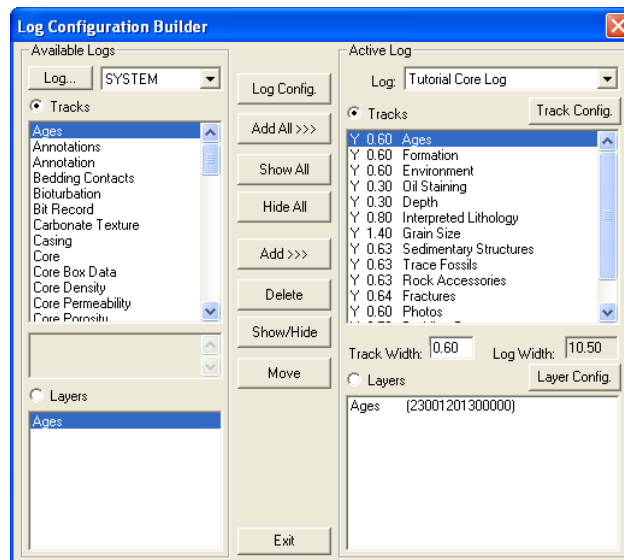 Log Configuration Builder
Available Logs
Log...
SYSTEM
Tracks
Ages
Annotations
Annotation
Bedding Contacts
Bioturbation
Bit Record
Carbonate Texture
Casing
Core
Core Box Data
Core Density
Core Permeability
Core Porosity
Layers
Ages
Log Config.
Add All >>>
Show All
Hide All
Add >>>
Delete
Show/Hide
Move
Exit
Active Log
Log: Tutorial Core Log
Tracks
Track Config.
Y 0.60 Ages
Y 0.60 Formation
Y 0.60 Environment
Y 0.30 Oil Staining
Y 0.30 Depth
Y 0.80 Interpreted Lithology
Y 1.40 Grain Size
Y 0.63 Sedimentary Structures
Y 0.63 Trace Fossils
Y 0.63 Rock Accessories
Y 0.64 Fractures
Y 0.60 Photos
Track Width: 0.60 Log Width: 10.50
Layers
Layer Config.
Ages (23001201300000)